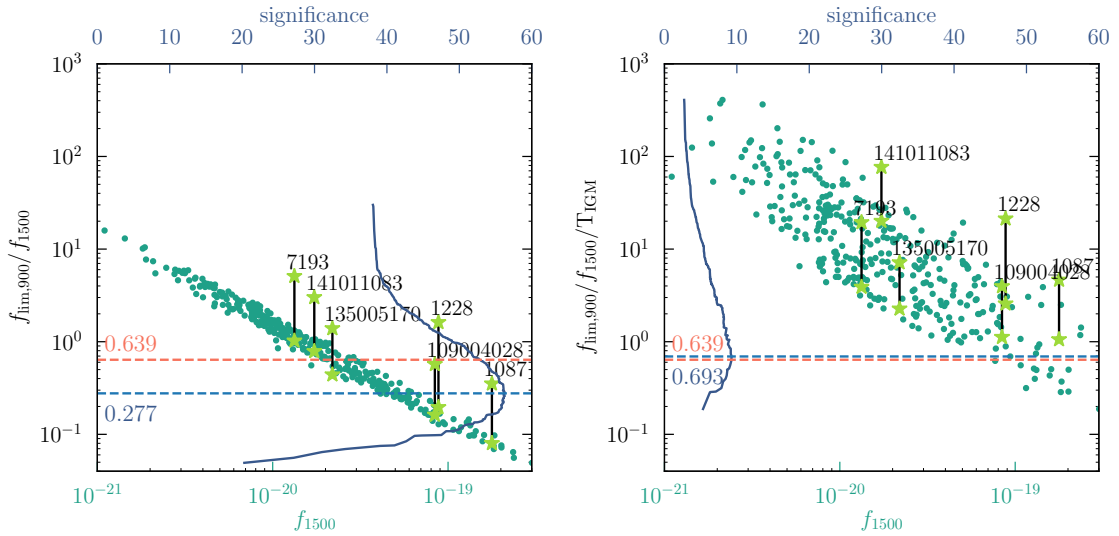 significance
0 10 20 30 40 50 60
10³
10²
10¹
10⁰
10⁻¹
f_lim,900 / f_1500
7193
141011083
135005170
1228
109004028
1087
0.639
0.277
10⁻²¹ 10⁻²⁰ 10⁻¹⁹
f_1500
significance
0 10 20 30 40 50 60
10³
10²
10¹
10⁰
10⁻¹
f_lim,900 / f_1500 / T_IGM
141011083
7193
1228
135005170
1087
109004028
0.639
0.693
10⁻²¹ 10⁻²⁰ 10⁻¹⁹
f_1500